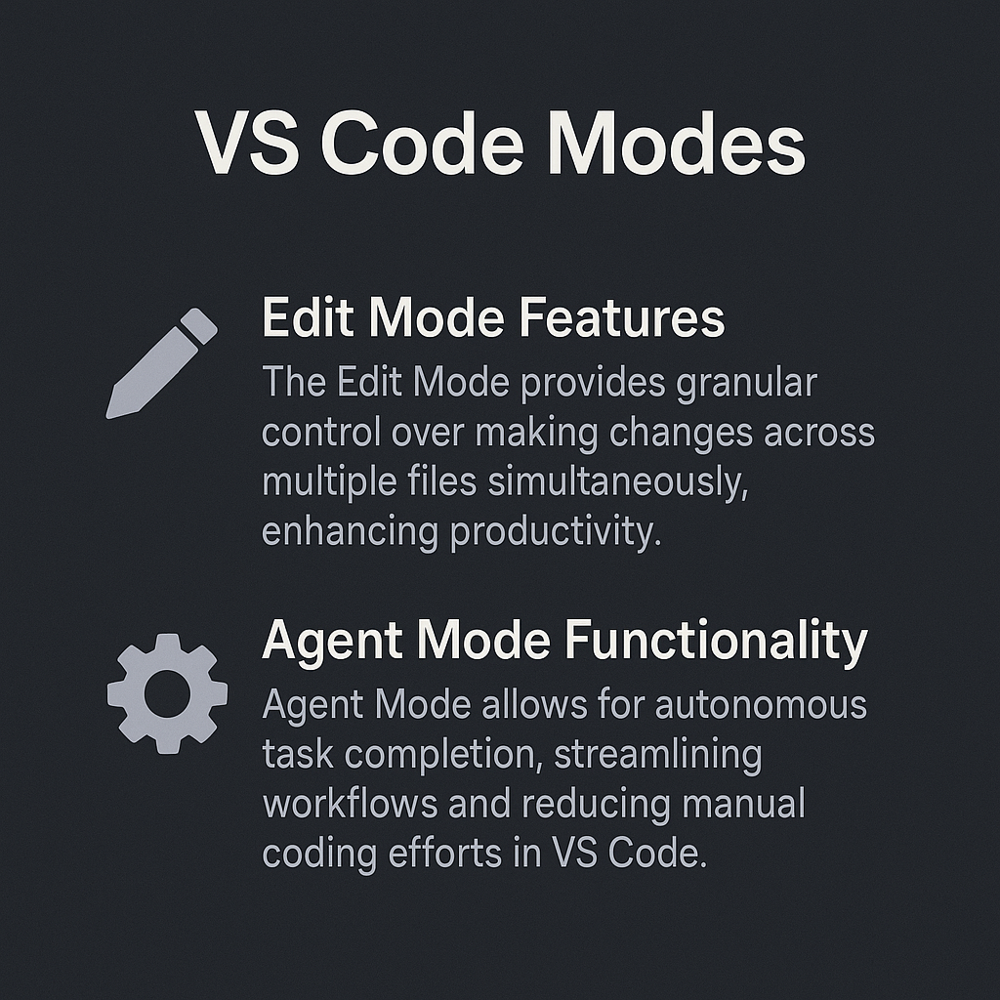 VS Code Modes
Edit Mode Features
The Edit Mode provides granular
control over making changes across
multiple files simultaneously,
enhancing productivity.
Agent Mode Functionality
Agent Mode allows for autonomous
task completion, streamlining
workflows and reducing manual
coding efforts in VS Code.